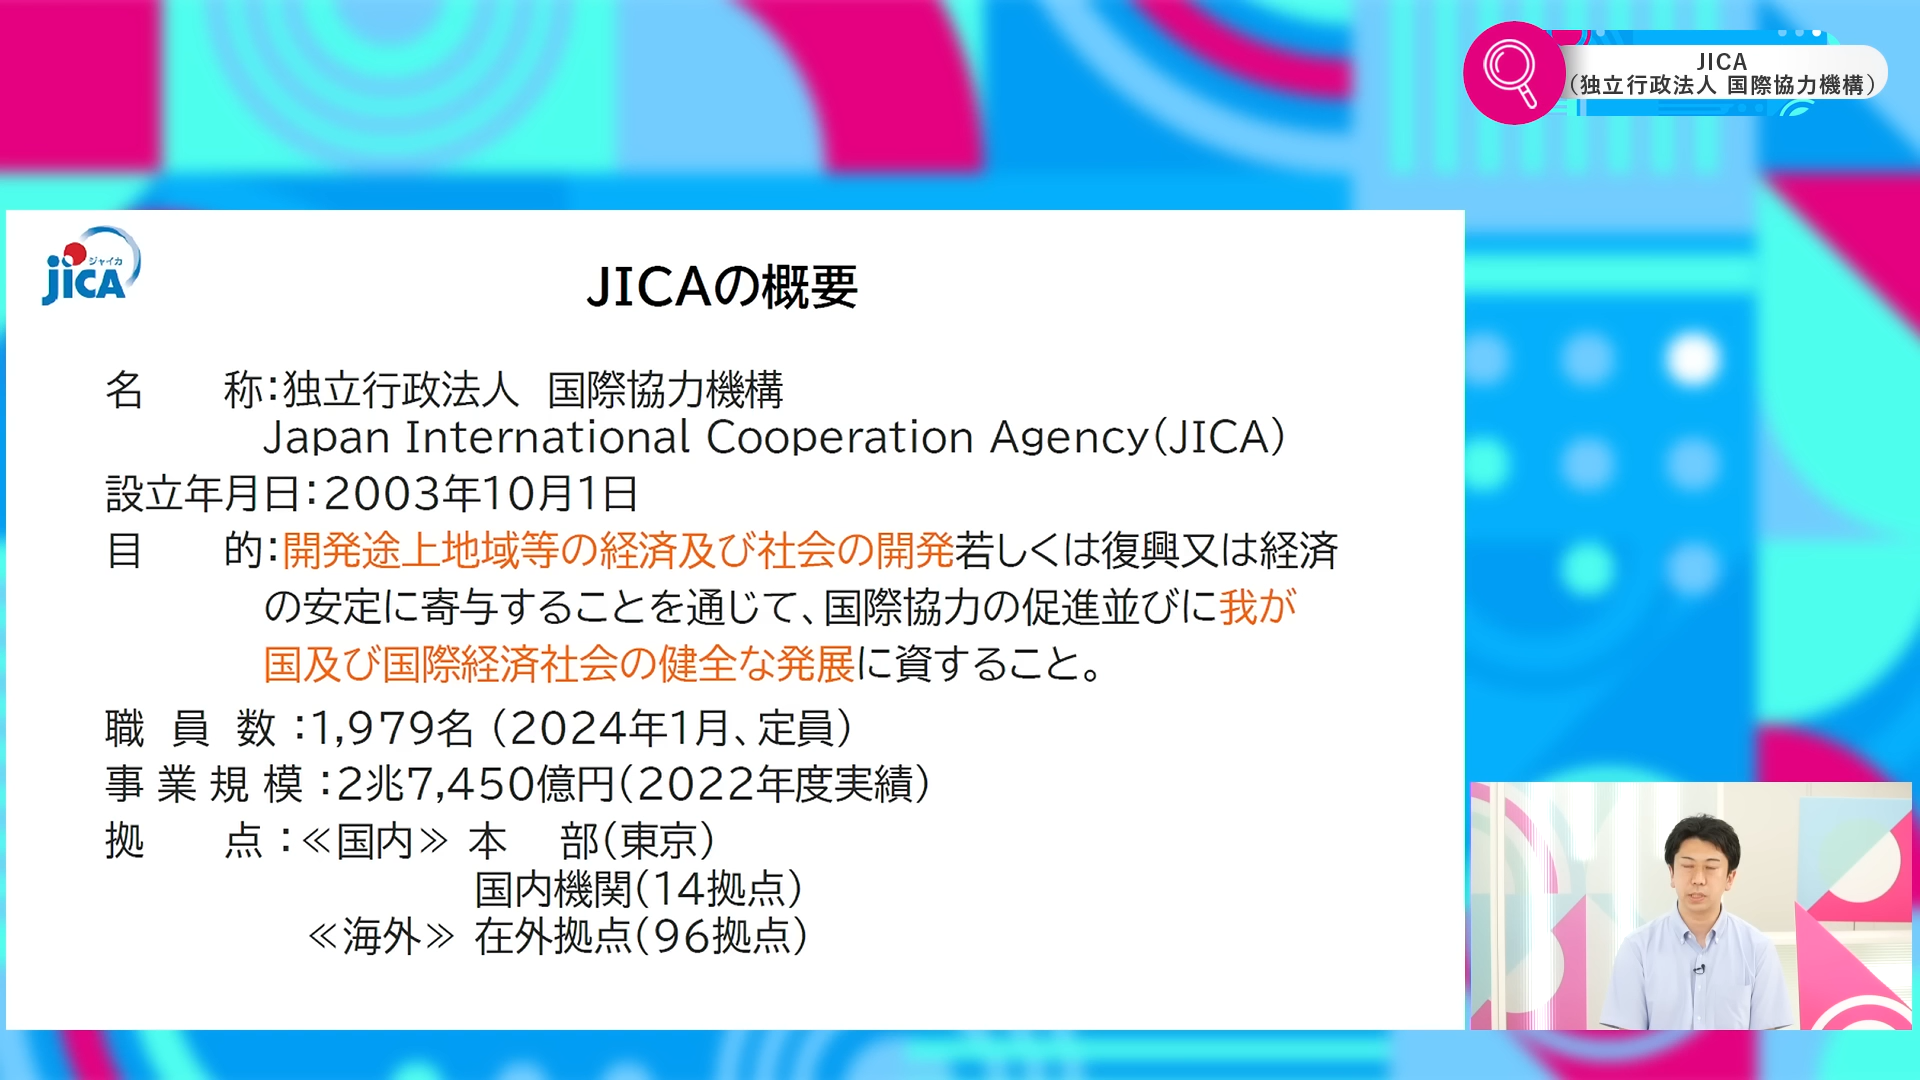 JICA
（独立行政法人 国際協力機構）
ジャイカ
JICA
JICAの概要
名　　称：独立行政法人　国際協力機構
Japan International Cooperation Agency（JICA）
設立年月日：2003年10月1日
目　　的：開発途上地域等の経済及び社会の開発若しくは復興又は経済
の安定に寄与することを通じて、国際協力の促進並びに我が
国及び国際経済社会の健全な発展に資すること。
職 員 数 ：1,979名（2024年1月、定員）
事 業 規 模 ：2兆7,450億円（2022年度実績）
拠　　点 ：≪国内≫ 本　部（東京）
国内機関（14拠点）
≪海外≫ 在外拠点（96拠点）